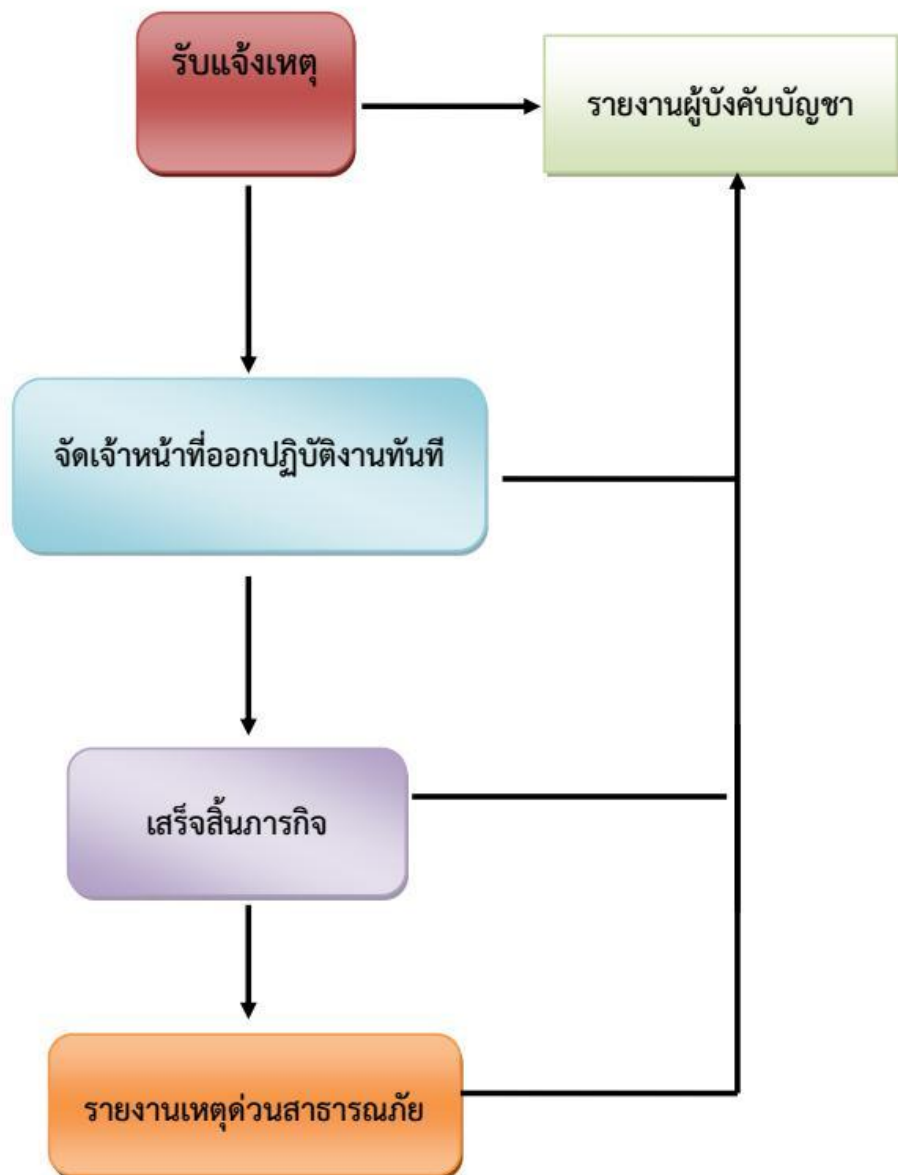 รับแจ้งเหตุ
รายงานผู้บังคับบัญชา
จัดเจ้าหน้าที่ออกปฏิบัติงานทันที
เสร็จสิ้นภารกิจ
รายงานเหตุด่วนสาธารณภัย